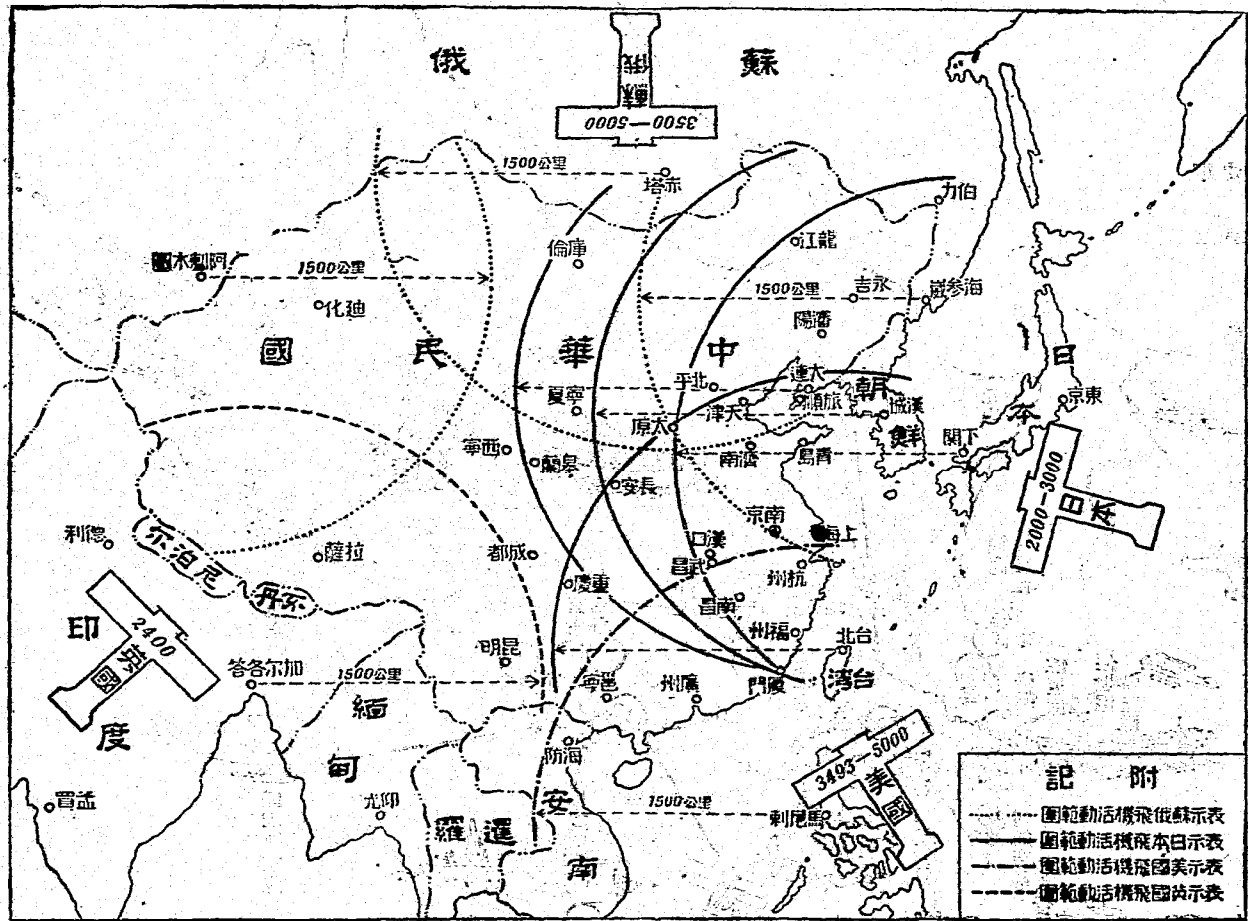 蘇俄
蘇俄
3500—5000
1500公里
赤塔
伯力
庫倫
龍江
阿剌木圖
1500公里
迪化
1500公里
永吉
海參崴
瀋陽
中華民國
日本
北平
大連
旅順
寧夏
天津
漢城
朝鮮
東京
太原
西寧
皋蘭
濟南
青島
下關
日本
2000—3000
長安
南京
上海
德利
尼泊尔
不丹
拉薩
成都
漢口
武昌
杭州
重慶
南昌
印度
英國
2400
昆明
福州
台北
加尔各答
1500公里
邕寧
廣州
廈門
台湾
緬甸
海防
美國
3493—5000
孟買
仰光
暹羅
安南
1500公里
馬尼剌
附記
表示蘇俄飛機活動範圍
表示日本飛機活動範圍
表示美國飛機活動範圍
表示英國飛機活動範圍